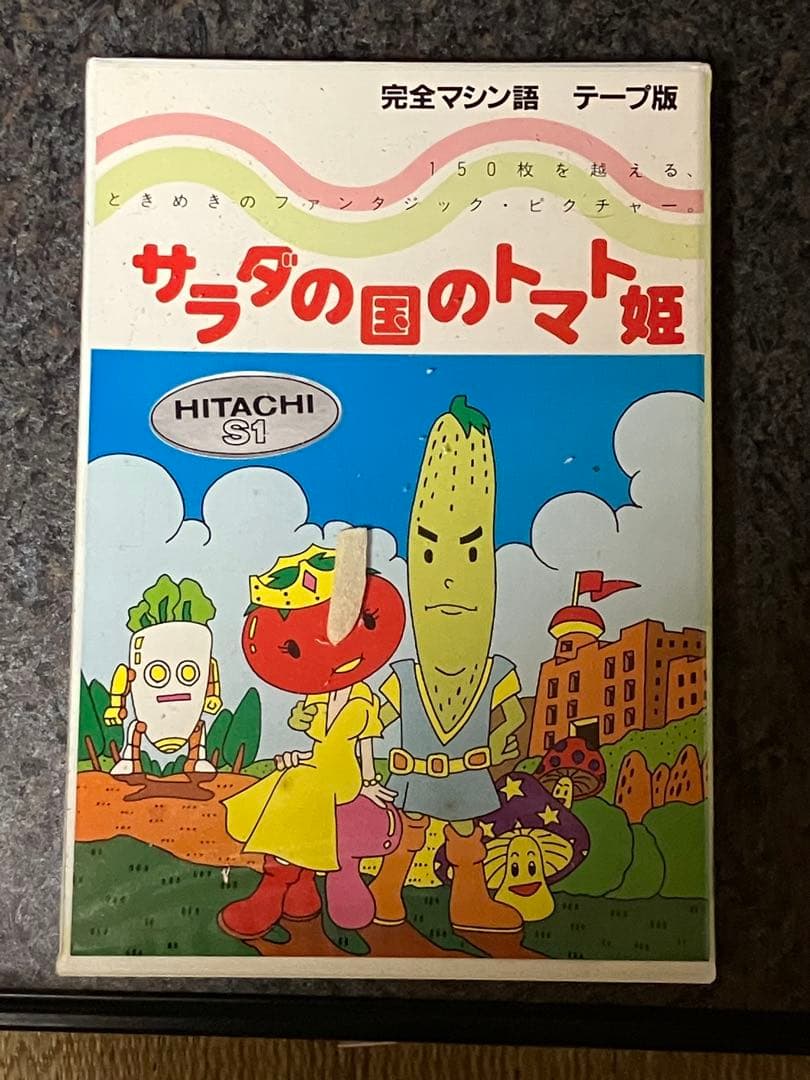 完全マシン語　テープ版
150枚を越える、
ときめきのファンタジック・ピクチャー。
サラダの国のトマト姫
HITACHI
S1